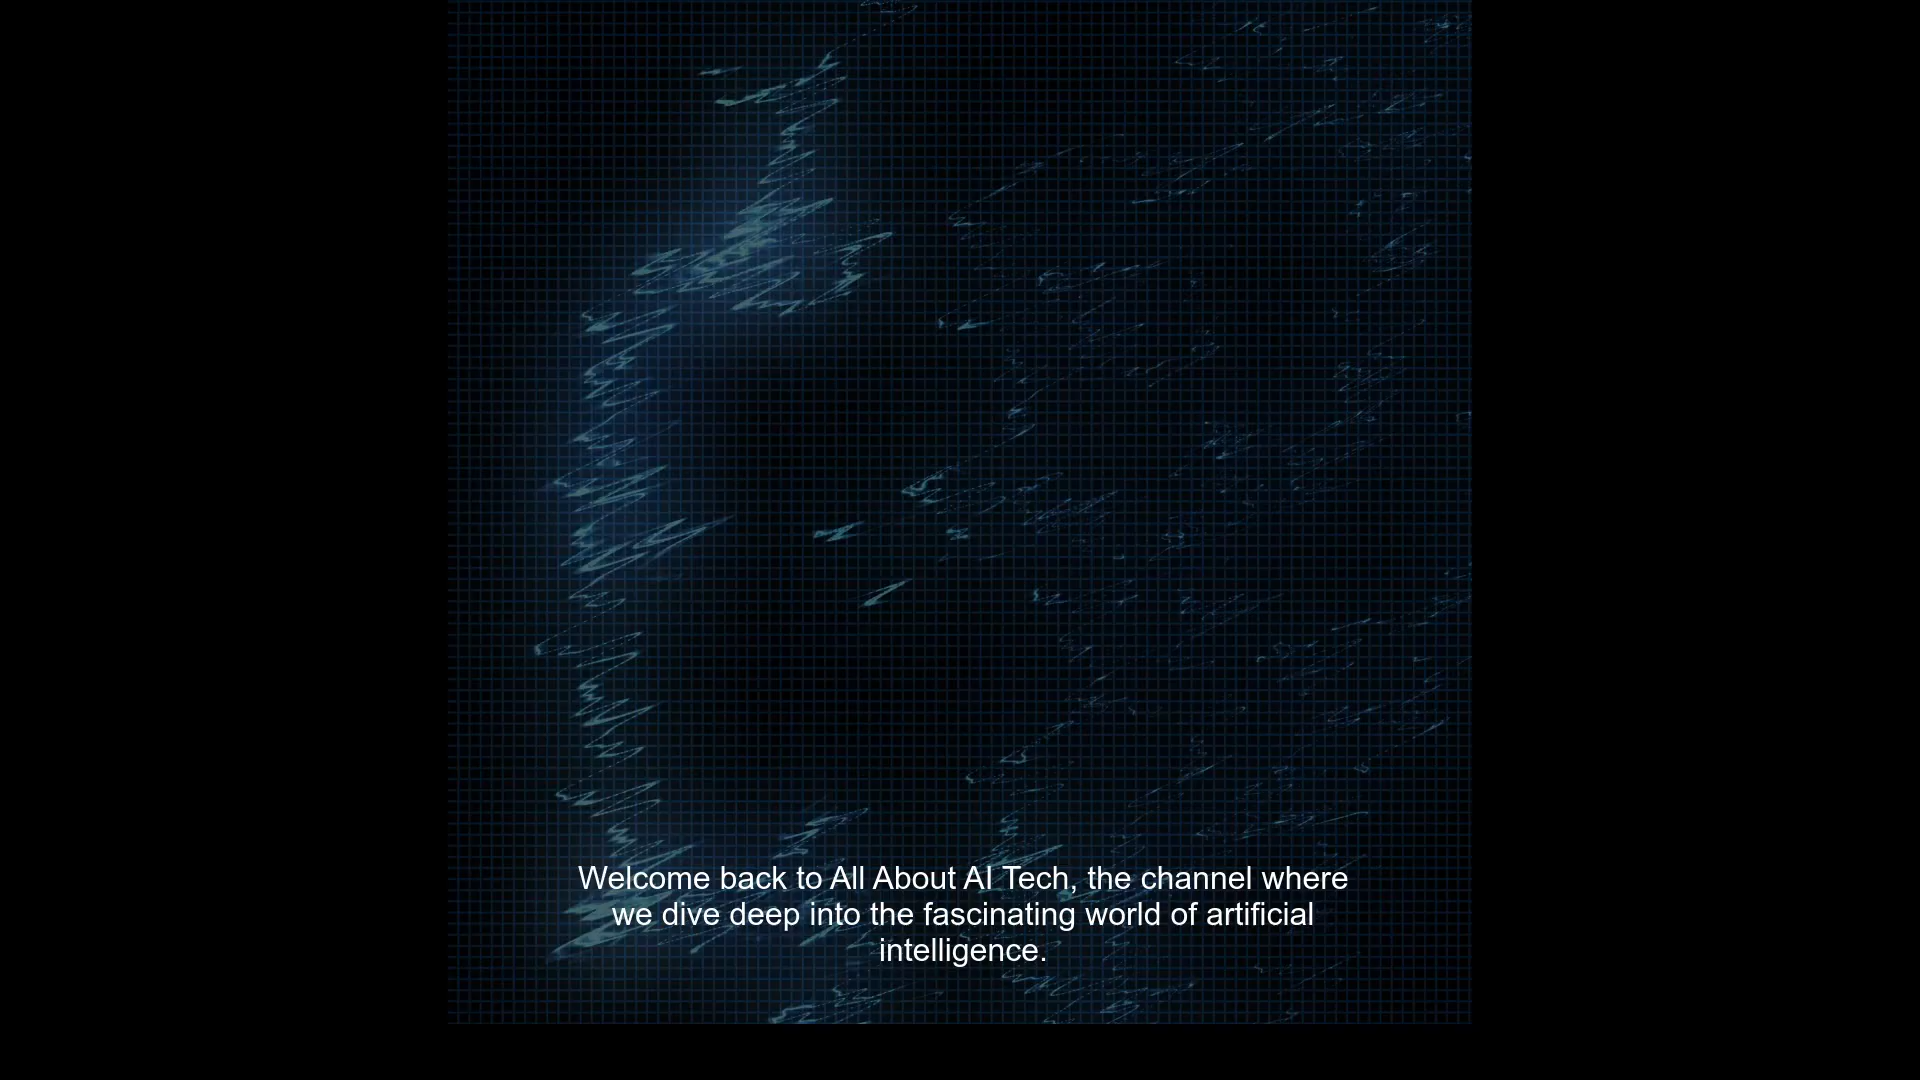 Welcome back to All About AI Tech, the channel where
we dive deep into the fascinating world of artificial
intelligence.